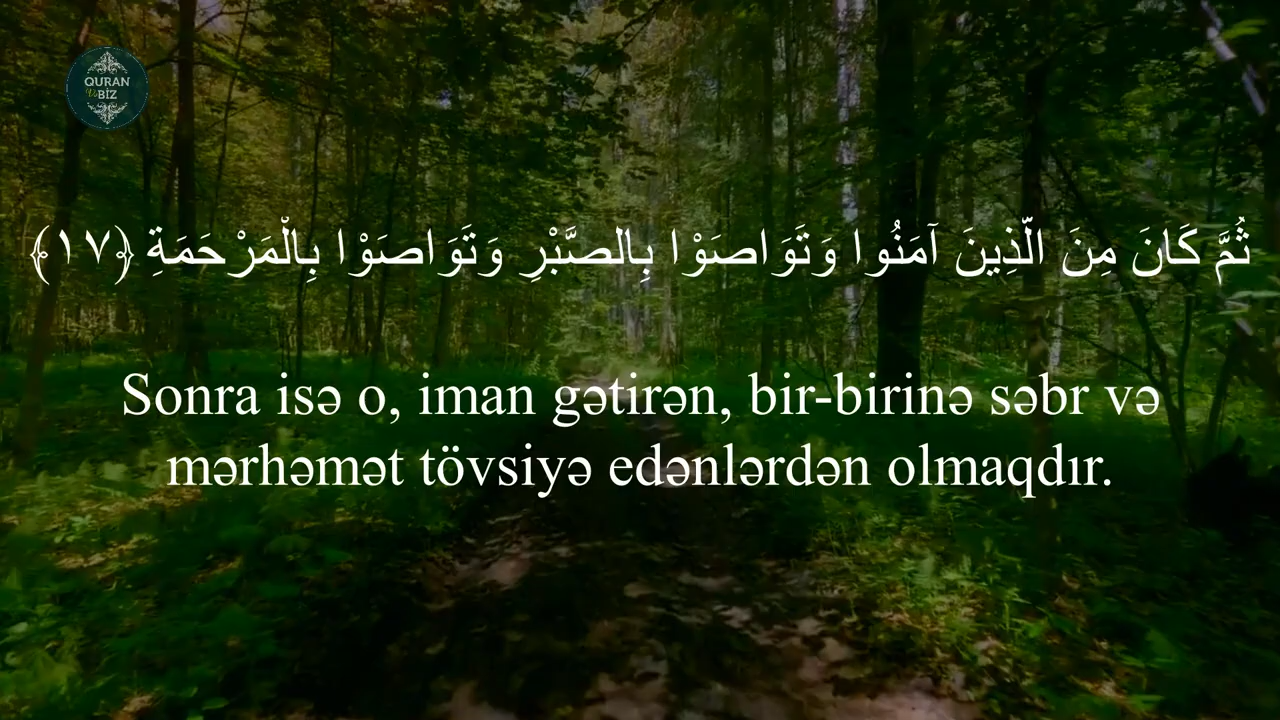 QURAN
Və
BİZ
ثُمَّ كَانَ مِنَ الَّذِينَ آمَنُوا وَتَوَاصَوْا بِالصَّبْرِ وَتَوَاصَوْا بِالْمَرْحَمَةِ ﴿١٧﴾
Sonra isə o, iman gətirən, bir-birinə səbr və
mərhəmət tövsiyə edənlərdən olmaqdır.